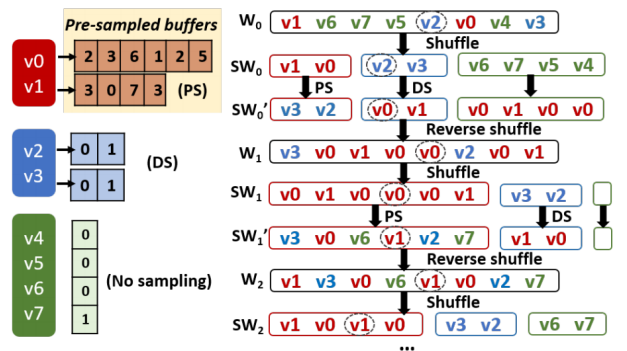 Pre-sampled buffers
v0
v1
2 3 6 1 2 5
3 0 7 3 (PS)
v2
v3
0 1
0 1
(DS)
v4
v5
v6
v7
0
0
0
1
(No sampling)
W0 v1 v6 v7 v5 v2 v0 v4 v3
Shuffle
SW0 v1 v0 v2 v3 v6 v7 v5 v4
PS DS
SW0' v3 v2 v0 v1 v0 v1 v0 v0
Reverse shuffle
W1 v3 v0 v1 v0 v0 v2 v0 v1
Shuffle
SW1 v0 v1 v0 v0 v0 v1 v3 v2
PS DS
SW1' v3 v0 v6 v1 v2 v7 v1 v0
Reverse shuffle
W2 v1 v3 v0 v6 v1 v0 v2 v7
Shuffle
SW2 v1 v0 v1 v0 v3 v2 v6 v7
...